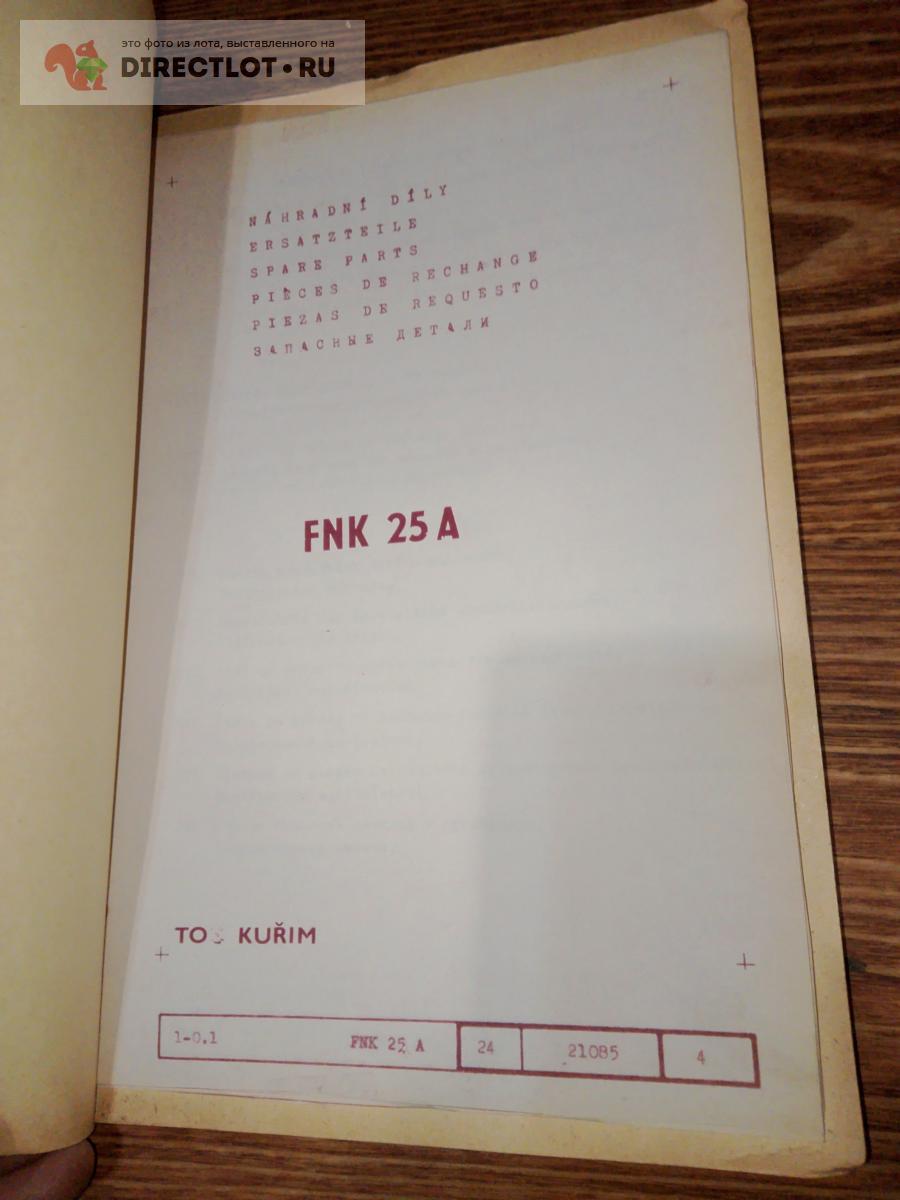 это фото из лота, выставленного на
DIRECTLOT.RU
NÁHRADNÍ DÍLY
ERSATZTEILE
SPARE PARTS
PIÈCES DE RECHANGE
PIEZAS DE REQUESTO
ЗАПАСНЫЕ ДЕТАЛИ
FNK 25 A
TOS KUŘIM
1-0.1 FNK 25 A 24 21085 4